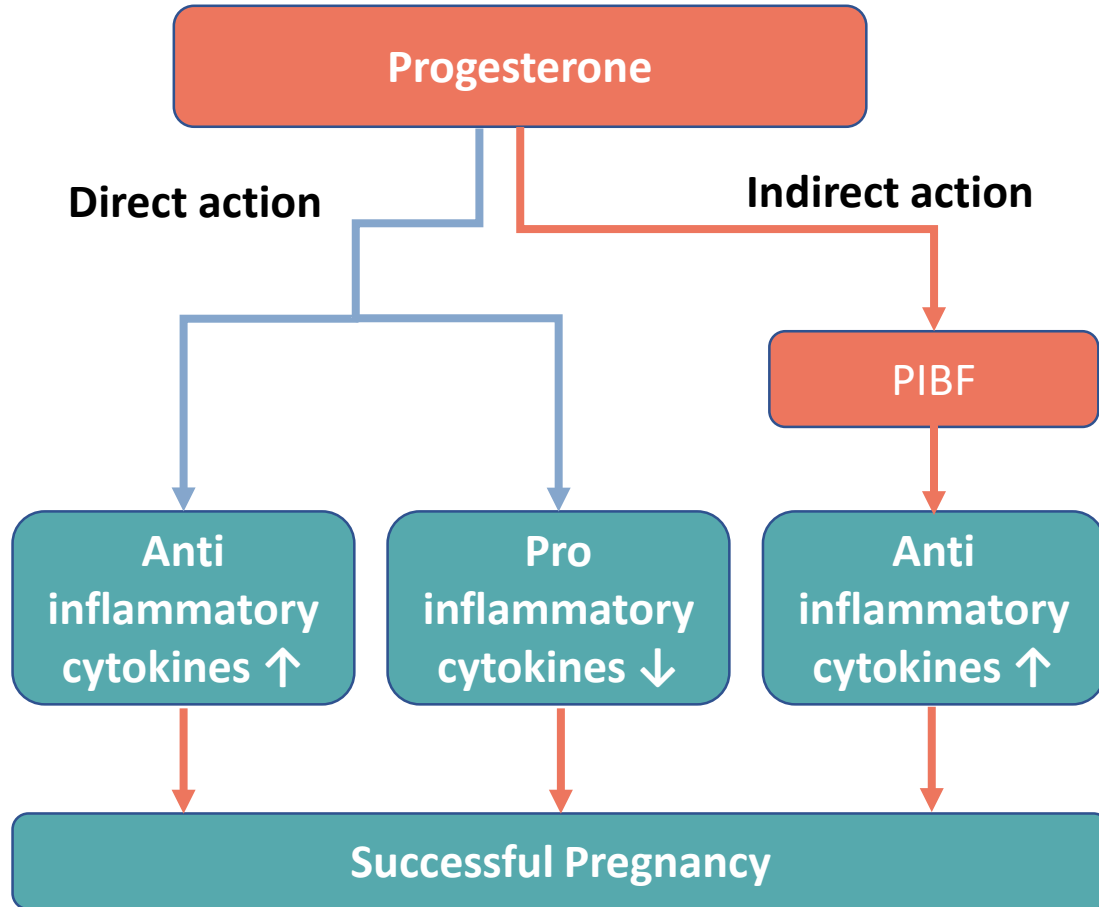 Progesterone
Direct action
Indirect action
PIBF
Anti
inflammatory
cytokines ↑
Pro
inflammatory
cytokines ↓
Anti
inflammatory
cytokines ↑
Successful Pregnancy